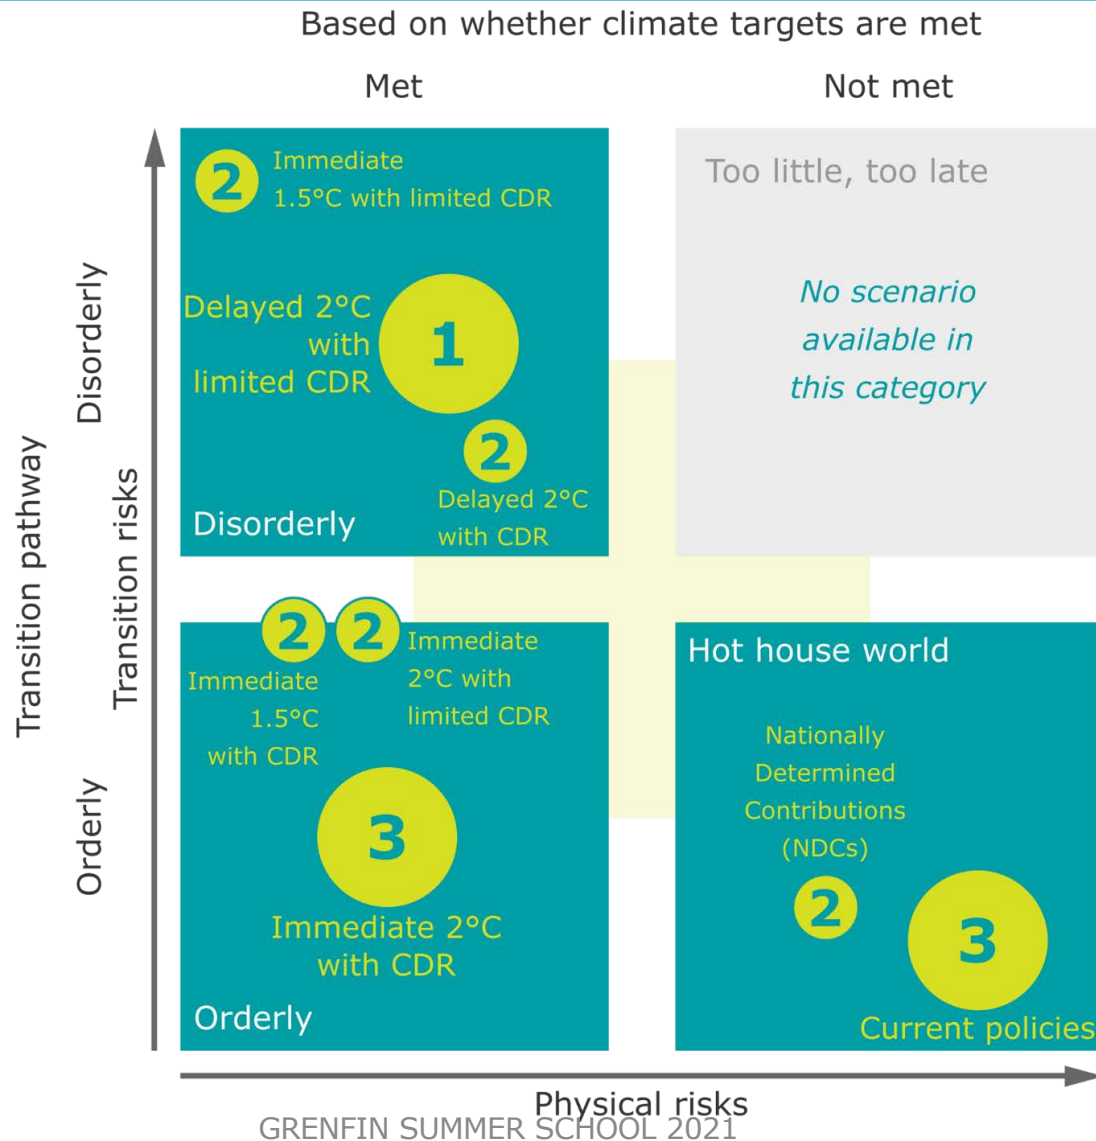 Based on whether climate targets are met
Met
Not met
Transition pathway
Transition risks
Disorderly
Orderly
2
Immediate
1.5°C with limited CDR
Delayed 2°C
with
limited CDR
1
2
Delayed 2°C
with CDR
Disorderly
Too little, too late
No scenario
available in
this category
2
2
Immediate
1.5°C
with CDR
Immediate
2°C with
limited CDR
3
Immediate 2°C
with CDR
Orderly
Hot house world
Nationally
Determined
Contributions
(NDCs)
2
3
Current policies
Physical risks
GRENFIN SUMMER SCHOOL 2021